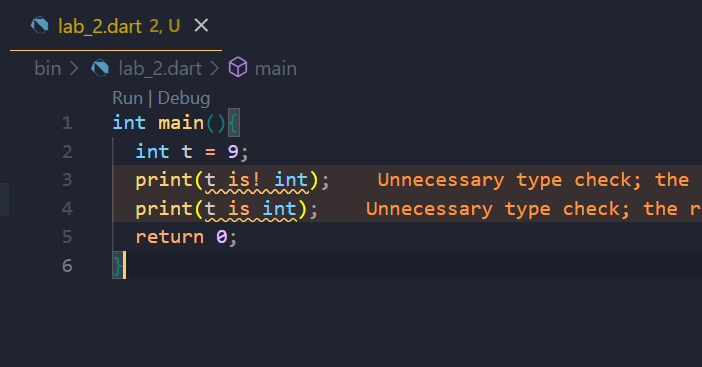 lab_2.dart 2, U
bin > lab_2.dart > main
Run | Debug
1 int main(){
2 int t = 9;
3 print(t is! int); Unnecessary type check; the
4 print(t is int); Unnecessary type check; the r
5 return 0;
6 }